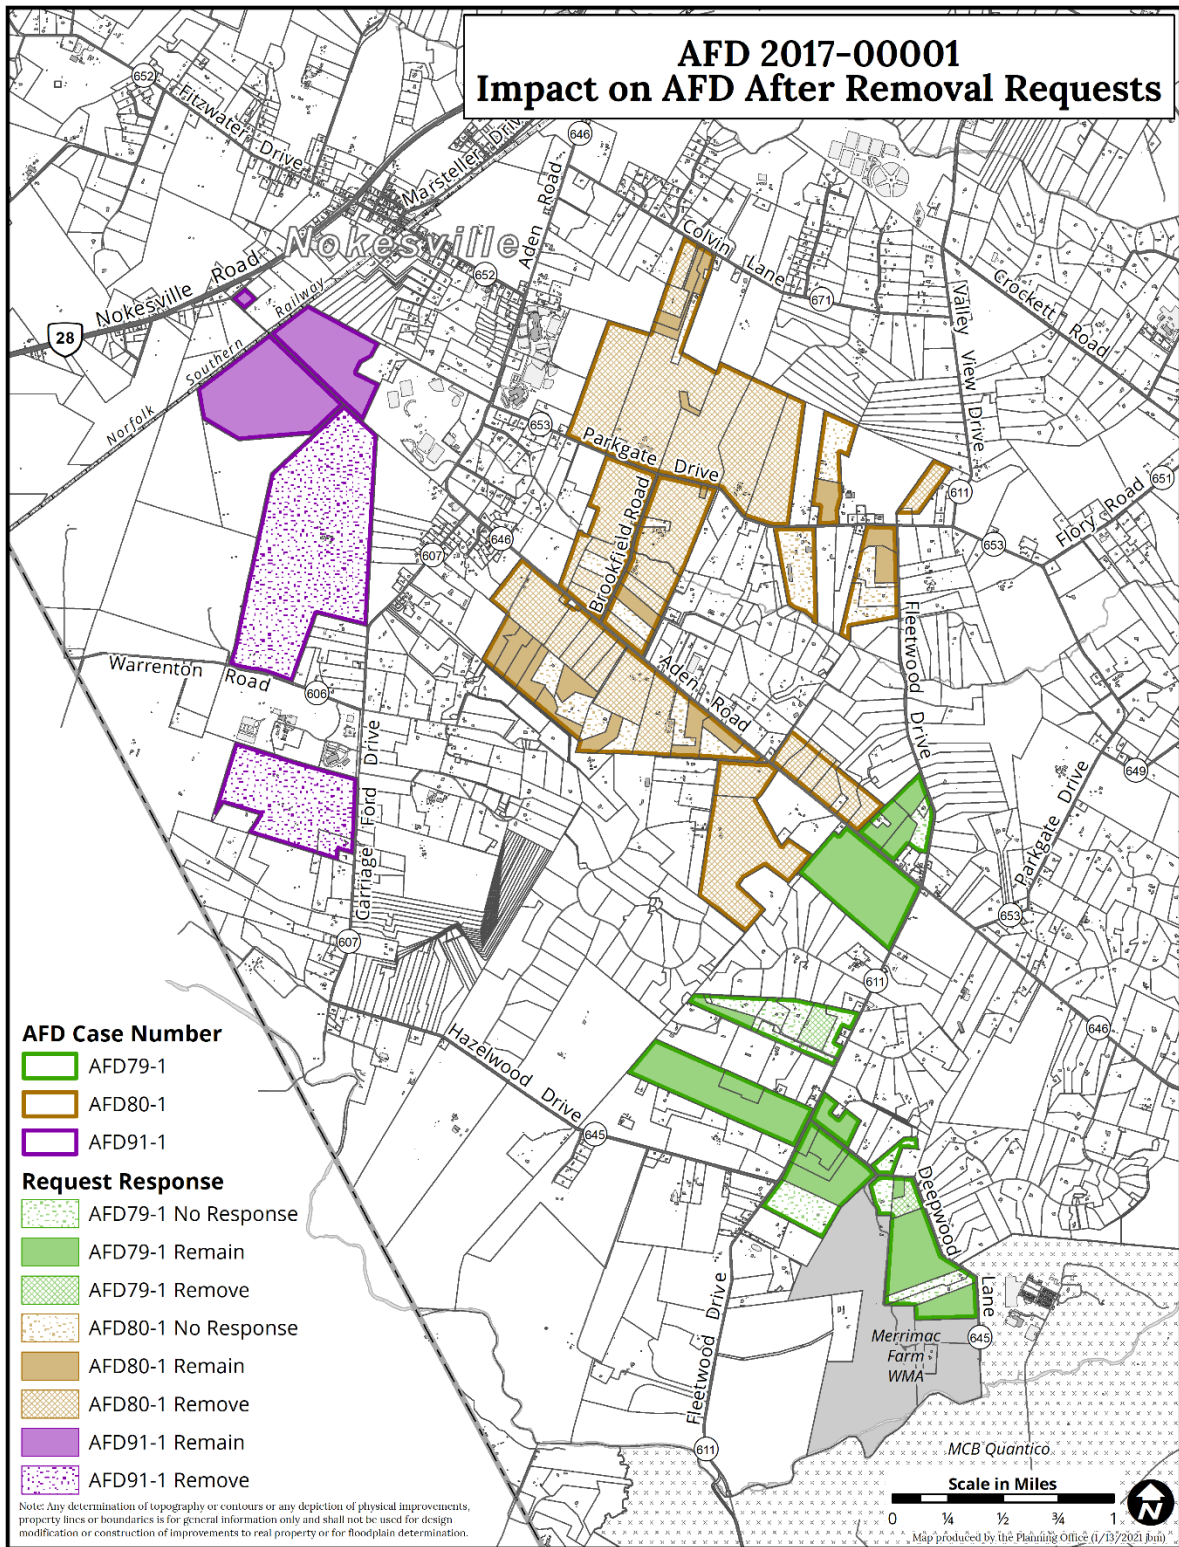 AFD 2017-00001
Impact on AFD After Removal Requests
652
Fitzwater Drive
Marsteller Drive
646
Aden Road
Nokesville
Colvin Lane
652
671
Nokesville Road
28
Norfolk Southern Railway
Valley View Drive
Crockett Road
653
Parkgate Drive
Brookfield Road
611
651
Flory Road
653
646
607
Fleetwood Drive
Warrenton Road
606
Aden Road
Carriage Ford Drive
649
Parkgate Drive
653
607
611
646
Hazelwood Drive
645
Deepwood Lane
645
Fleetwood Drive
611
Merrimac
Farm
WMA
MCB Quantico
AFD Case Number
AFD79-1
AFD80-1
AFD91-1
Request Response
AFD79-1 No Response
AFD79-1 Remain
AFD79-1 Remove
AFD80-1 No Response
AFD80-1 Remain
AFD80-1 Remove
AFD91-1 Remain
AFD91-1 Remove
Note: Any determination of topography or contours or any depiction of physical improvements,
property lines or boundaries is for general information only and shall not be used for design
modification or construction of improvements to real property or for floodplain determination.
Scale in Miles
0 ¼ ½ ¾ 1
N
Map produced by the Planning Office (1/13/2021 jbm)